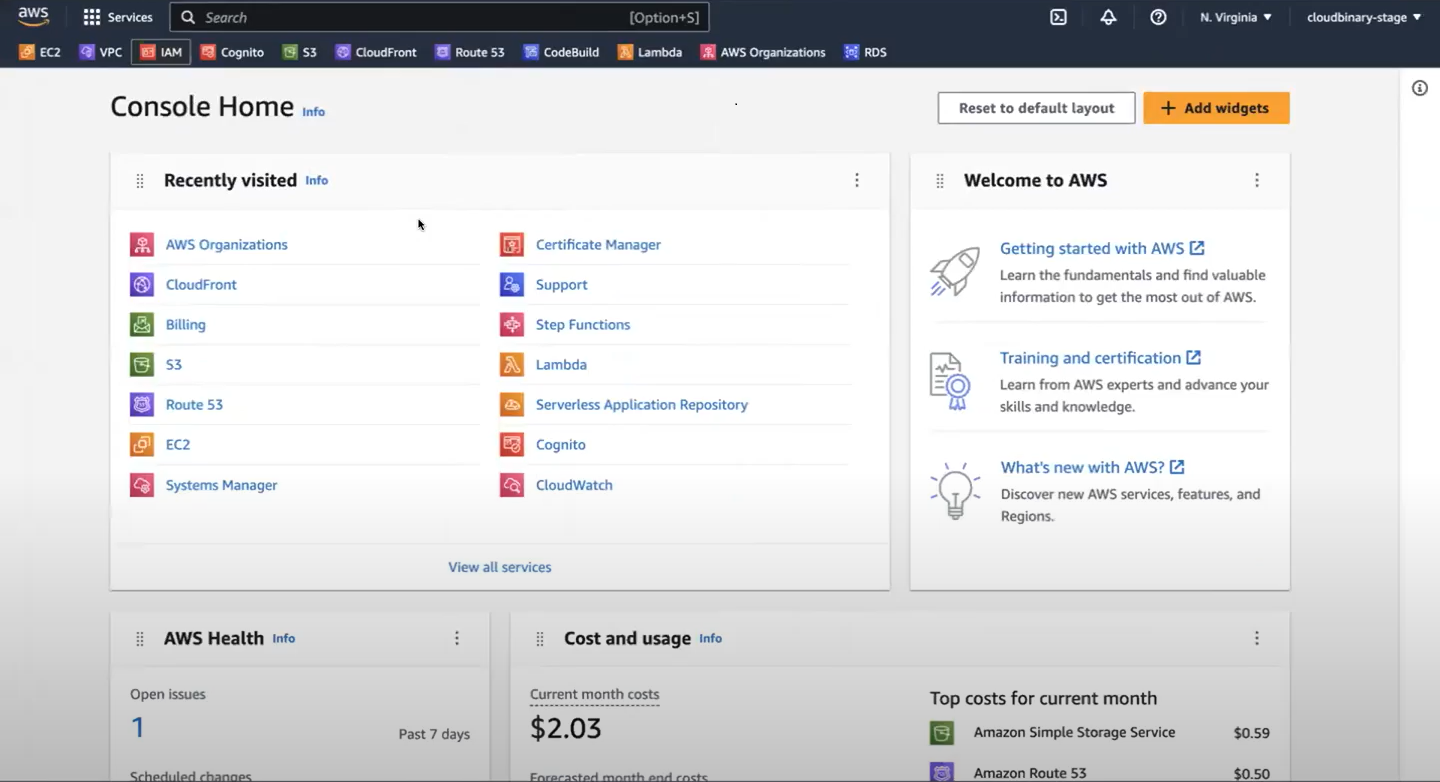 aws
Services
Search
[Option+S]
N. Virginia
cloudbinary-stage
EC2
VPC
IAM
Cognito
S3
CloudFront
Route 53
CodeBuild
Lambda
AWS Organizations
RDS
Console Home Info
Reset to default layout
+ Add widgets
Recently visited Info
AWS Organizations
CloudFront
Billing
S3
Route 53
EC2
Systems Manager
Certificate Manager
Support
Step Functions
Lambda
Serverless Application Repository
Cognito
CloudWatch
View all services
Welcome to AWS
Getting started with AWS
Learn the fundamentals and find valuable
information to get the most out of AWS.
Training and certification
Learn from AWS experts and advance your
skills and knowledge.
What's new with AWS?
Discover new AWS services, features, and
Regions.
AWS Health Info
Open issues
1
Past 7 days
Scheduled changes
Cost and usage Info
Current month costs
$2.03
Forecasted month end costs
Top costs for current month
Amazon Simple Storage Service $0.59
Amazon Route 53 $0.50